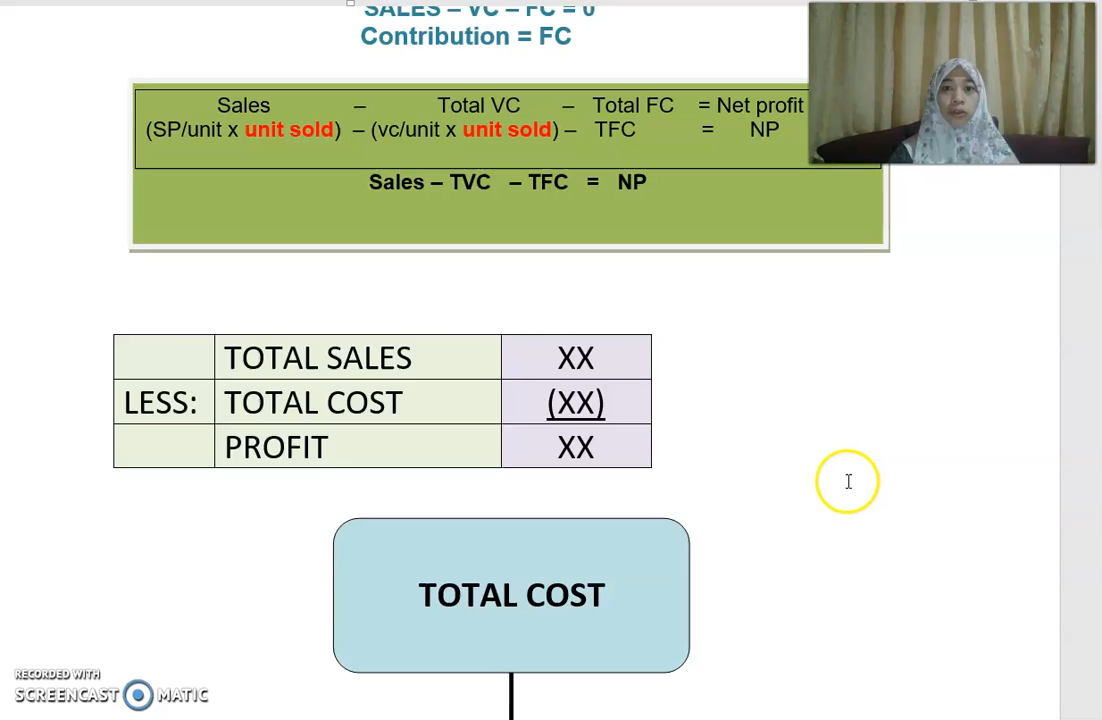 SALES – VC – FC = 0
Contribution = FC
Sales – Total VC – Total FC = Net profit
(SP/unit x unit sold) – (vc/unit x unit sold) – TFC = NP
Sales – TVC – TFC = NP
TOTAL SALES XX
LESS: TOTAL COST (XX)
PROFIT XX
TOTAL COST
RECORDED WITH
SCREENCAST MATIC